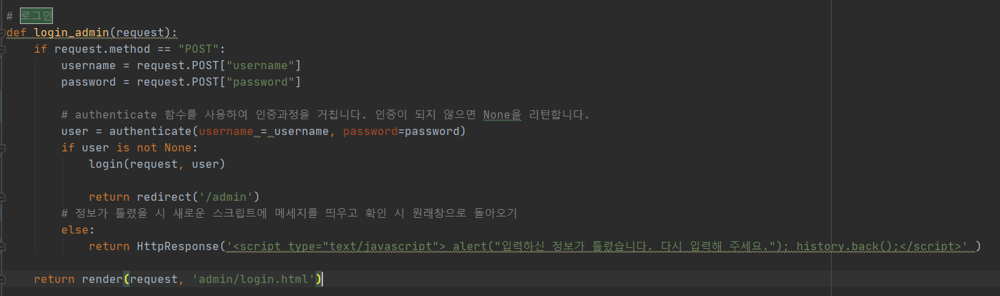 # 로그인
def login_admin(request):
    if request.method == "POST":
        username = request.POST["username"]
        password = request.POST["password"]
        # authenticate 함수를 사용하여 인증과정을 거칩니다. 인증이 되지 않으면 None을 리턴합니다.
        user = authenticate(username = username, password=password)
        if user is not None:
            login(request, user)
            return redirect('/admin')
        # 정보가 틀렸을 시 새로운 스크립트에 메세지를 띄우고 확인 시 원래창으로 돌아오기
        else:
            return HttpResponse('<script type="text/javascript"> alert("입력하신 정보가 틀렸습니다. 다시 입력해 주세요."); history.back();</script>' )
    return render(request, 'admin/login.html')